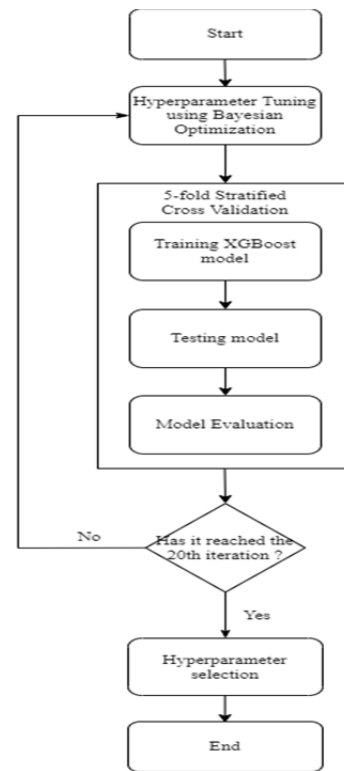 Start
Hyperparameter Tuning
using Bayesian
Optimization
5-fold Stratified
Cross Validation
Training XGBoost
model
Testing model
Model Evaluation
Has it reached the
20th iteration ?
No
Yes
Hyperparameter
selection
End